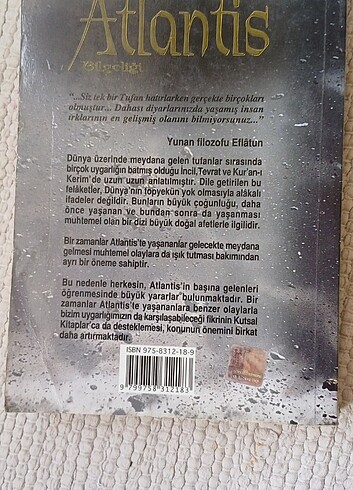 Atlantis
Bilgeliği
"...Siz tek bir Tufan hatırlarken gerçekte birçokları
olmuştur... Dahası diyarlarınızda yaşamış insan
ırklarının en gelişmiş olanını bilmiyorsunuz..."
Yunan filozofu Eflâtun
Dünya üzerinde meydana gelen tufanlar sırasında
birçok uygarlığın batmış olduğu İncil,Tevrat ve Kur'an-ı
Kerim'de uzun uzun anlatılmıştır. Dile getirilen bu
felâketler, Dünya'nın topyekün yok olmasıyla alâkalı
ifadeler değildir. Bunların büyük çoğunluğu, daha
önce yaşanan ve bundan sonra da yaşanması
muhtemel olan bir dizi büyük doğal afetlerle ilgilidir.
Bir zamanlar Atlantis'te yaşananlar gelecekte meydana
gelmesi muhtemel olaylara da ışık tutması bakımından
ayrı bir öneme sahiptir.
Bu nedenle herkesin, Atlantis'in başına gelenleri
öğrenmesinde büyük yararlar bulunmaktadır. Bir
zamanlar Atlantis'te yaşananlara benzer olaylarla
bizim uygarlığımızın da karşılaşabileceği fikrinin Kutsal
Kitaplar'ca da desteklemesi, konunun önemini birkat
daha artırmaktadır.
ISBN 975-8312-18-9
9 799758 312183